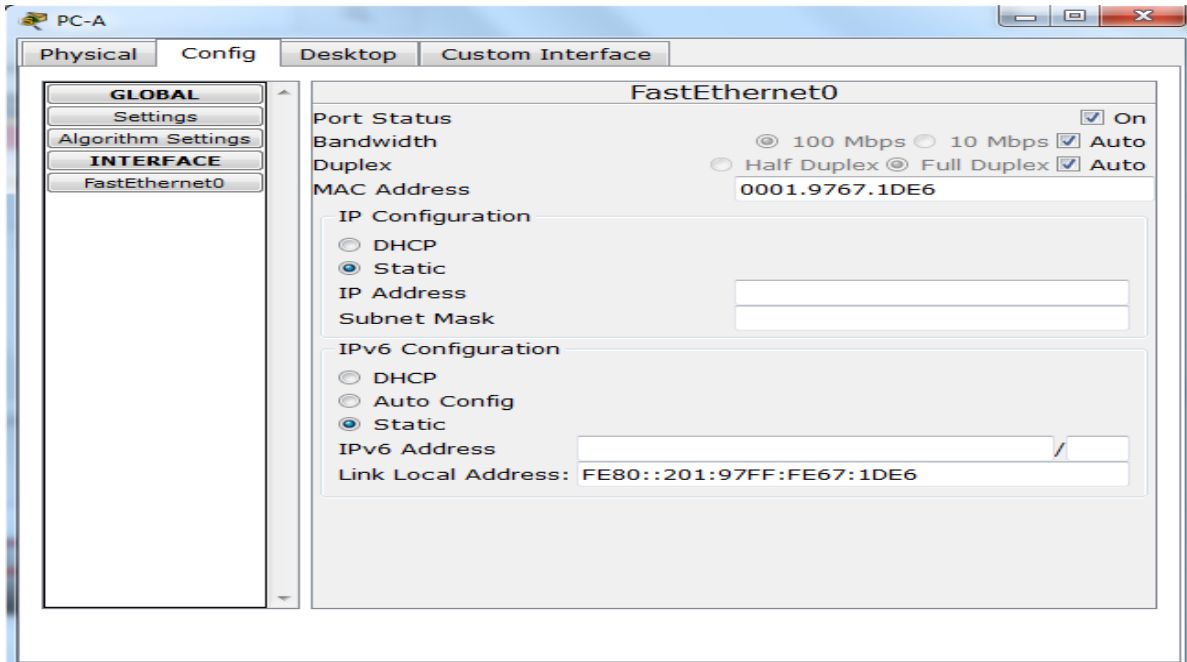 PC-A
Physical Config Desktop Custom Interface
GLOBAL
Settings
Algorithm Settings
INTERFACE
FastEthernet0
FastEthernet0
Port Status On
Bandwidth 100 Mbps 10 Mbps Auto
Duplex Half Duplex Full Duplex Auto
MAC Address 0001.9767.1DE6
IP Configuration
DHCP
Static
IP Address
Subnet Mask
IPv6 Configuration
DHCP
Auto Config
Static
IPv6 Address /
Link Local Address: FE80::201:97FF:FE67:1DE6